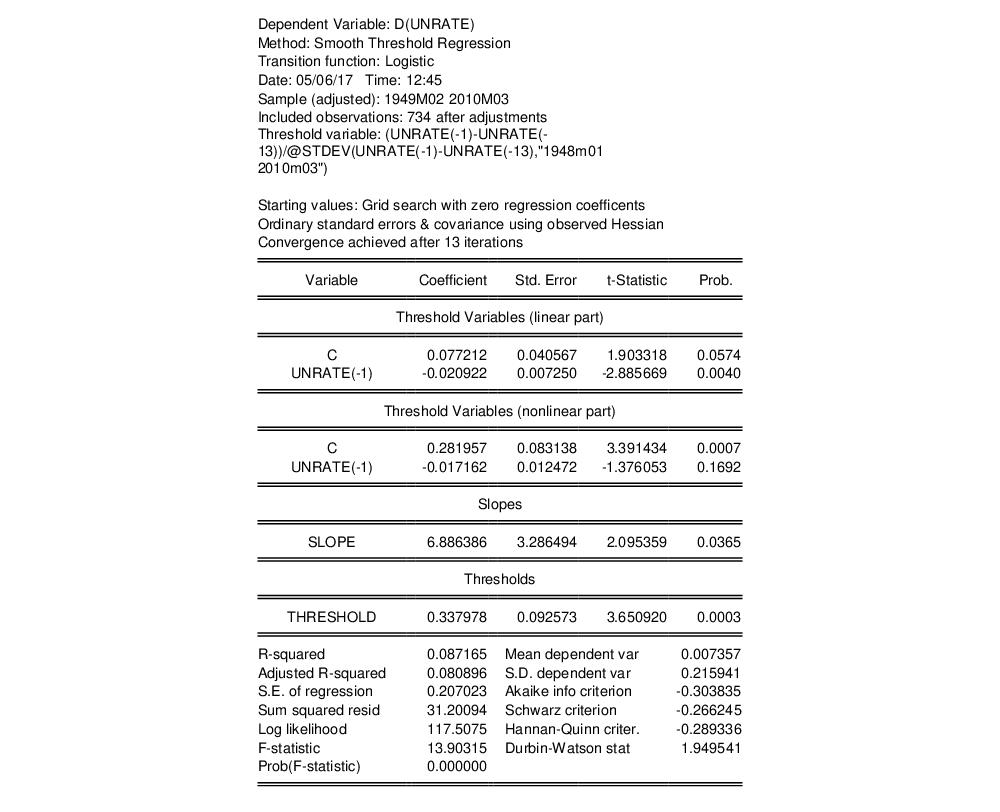 Dependent Variable: D(UNRATE)
Method: Smooth Threshold Regression
Transition function: Logistic
Date: 05/06/17 Time: 12:45
Sample (adjusted): 1949M02 2010M03
Included observations: 734 after adjustments
Threshold variable: (UNRATE(-1)-UNRATE(-
13))/@STDEV(UNRATE(-1)-UNRATE(-13),"1948m01
2010m03")
Starting values: Grid search with zero regression coefficents
Ordinary standard errors & covariance using observed Hessian
Convergence achieved after 13 iterations
Variable Coefficient Std. Error t-Statistic Prob.
Threshold Variables (linear part)
C 0.077212 0.040567 1.903318 0.0574
UNRATE(-1) -0.020922 0.007250 -2.885669 0.0040
Threshold Variables (nonlinear part)
C 0.281957 0.083138 3.391434 0.0007
UNRATE(-1) -0.017162 0.012472 -1.376053 0.1692
Slopes
SLOPE 6.886386 3.286494 2.095359 0.0365
Thresholds
THRESHOLD 0.337978 0.092573 3.650920 0.0003
R-squared 0.087165 Mean dependent var 0.007357
Adjusted R-squared 0.080896 S.D. dependent var 0.215941
S.E. of regression 0.207023 Akaike info criterion -0.303835
Sum squared resid 31.20094 Schwarz criterion -0.266245
Log likelihood 117.5075 Hannan-Quinn criter. -0.289336
F-statistic 13.90315 Durbin-Watson stat 1.949541
Prob(F-statistic) 0.000000